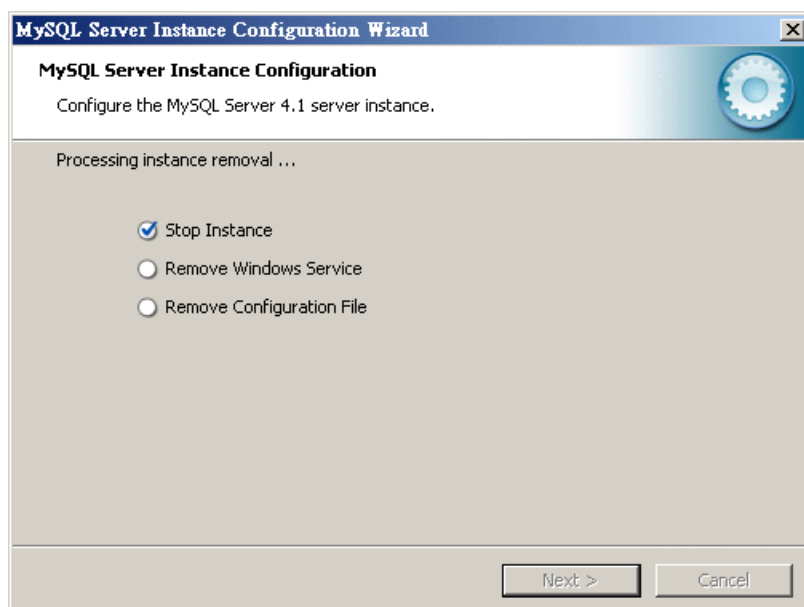 MySQL Server Instance Configuration Wizard
MySQL Server Instance Configuration
Configure the MySQL Server 4.1 server instance.
Processing instance removal ...
Stop Instance
Remove Windows Service
Remove Configuration File
Next >
Cancel